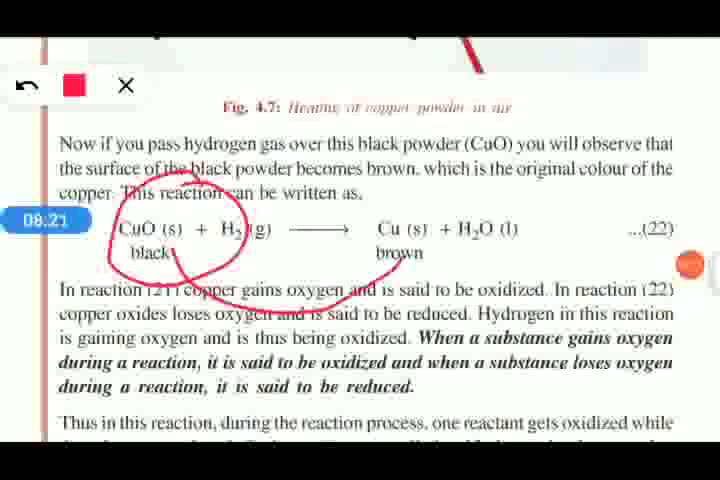 Fig. 4.7: Heating of copper powder in air
Now if you pass hydrogen gas over this black powder (CuO) you will observe that
the surface of the black powder becomes brown, which is the original colour of the
copper. This reaction can be written as,
08:21
CuO (s) + H₂ (g) ⟶ Cu (s) + H₂O (l) ...(22)
black brown
In reaction (21) copper gains oxygen and is said to be oxidized. In reaction (22)
copper oxides loses oxygen and is said to be reduced. Hydrogen in this reaction
is gaining oxygen and is thus being oxidized. When a substance gains oxygen
during a reaction, it is said to be oxidized and when a substance loses oxygen
during a reaction, it is said to be reduced.
Thus in this reaction, during the reaction process, one reactant gets oxidized while